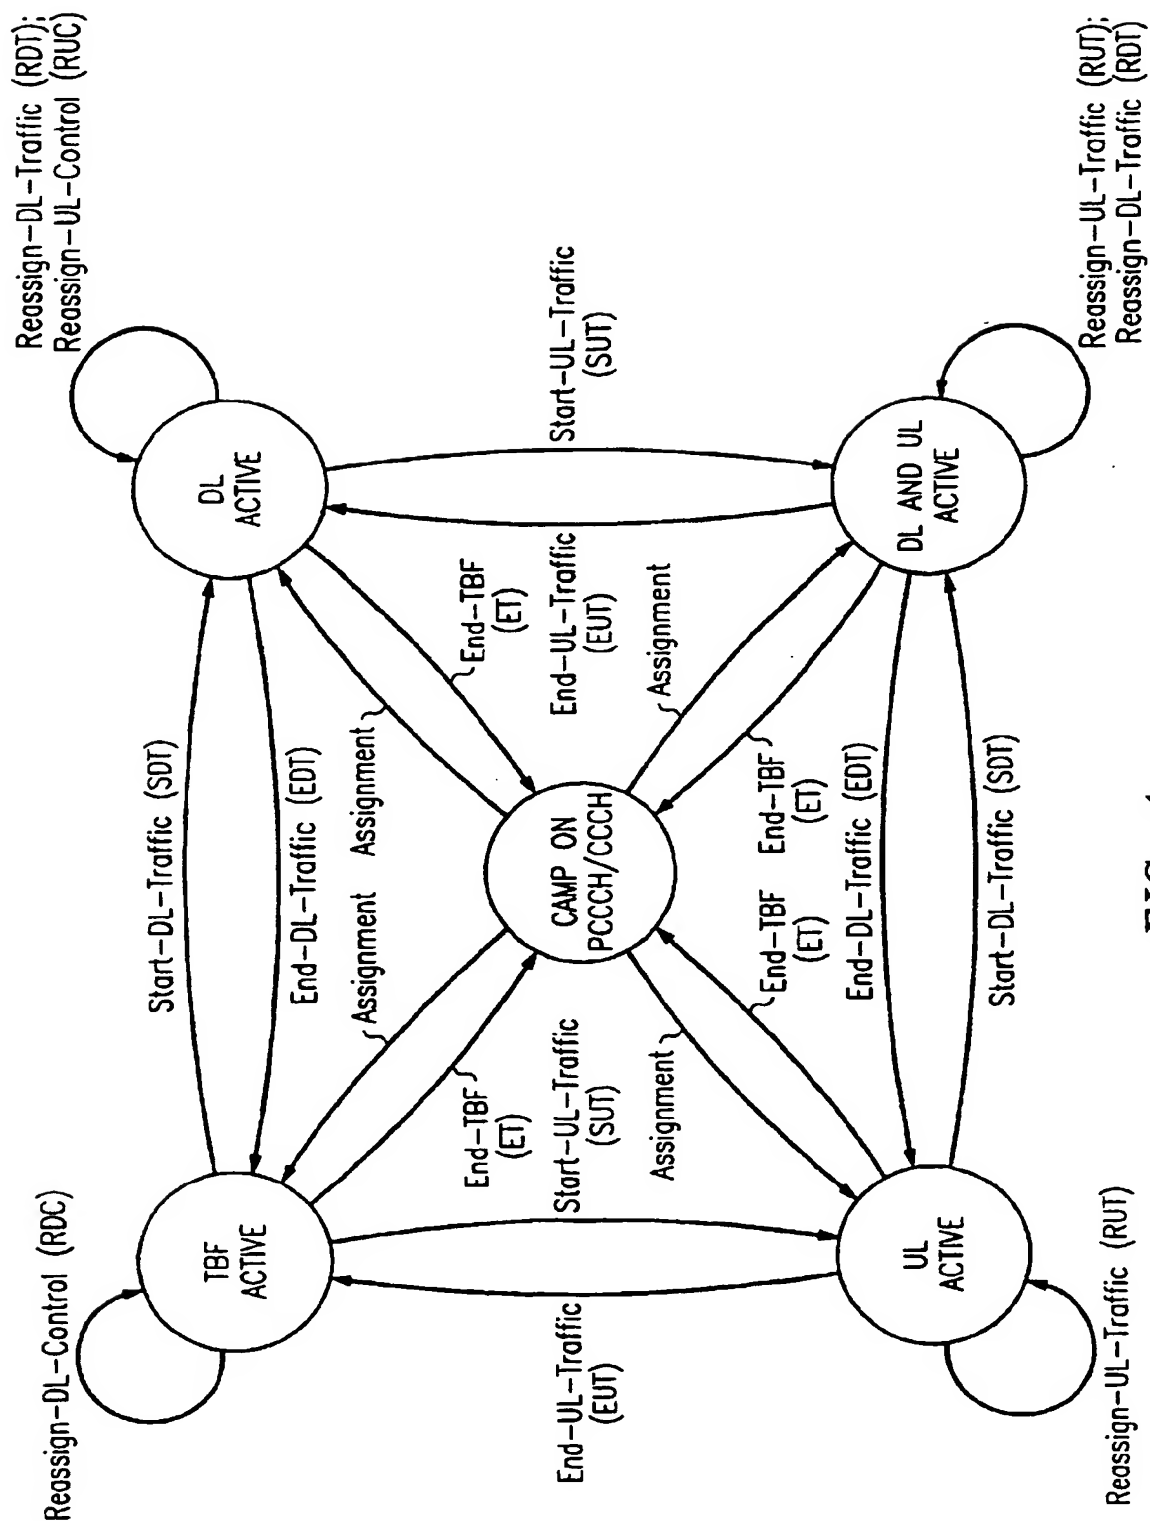 Reassign-DL-Control (RDC)
Reassign-DL-Traffic (RDT);
Reassign-UL-Control (RUC)
Start-DL-Traffic (SDT)
TBF
ACTIVE
DL
ACTIVE
End-DL-Traffic (EDT)
Assignment
Assignment
End-TBF
(ET)
End-TBF
(ET)
End-UL-Traffic
(EUT)
Start-UL-Traffic
(SUT)
CAMP ON
PCCCH/CCCH
End-UL-Traffic
(EUT)
Start-UL-Traffic
(SUT)
Assignment
Assignment
End-TBF
(ET)
End-TBF
(ET)
End-DL-Traffic (EDT)
UL
ACTIVE
DL AND UL
ACTIVE
Start-DL-Traffic (SDT)
Reassign-UL-Traffic (RUT)
Reassign-UL-Traffic (RUT);
Reassign-DL-Traffic (RDT)